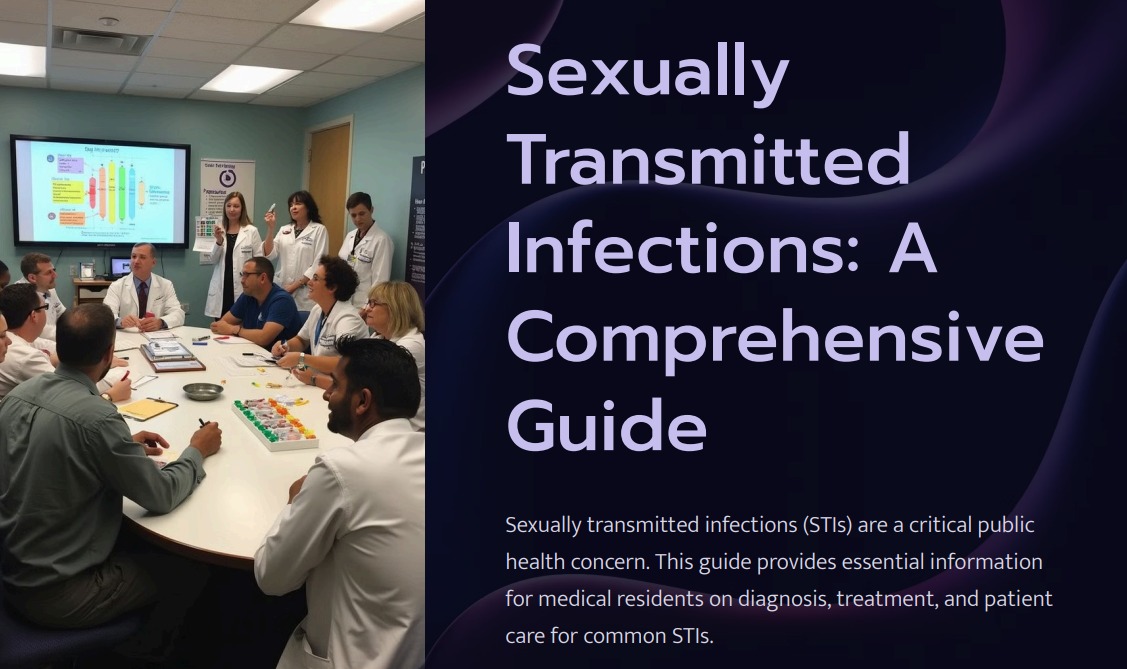 Sexually
Transmitted
Infections: A
Comprehensive
Guide
Sexually transmitted infections (STIs) are a critical public
health concern. This guide provides essential information
for medical residents on diagnosis, treatment, and patient
care for common STIs.